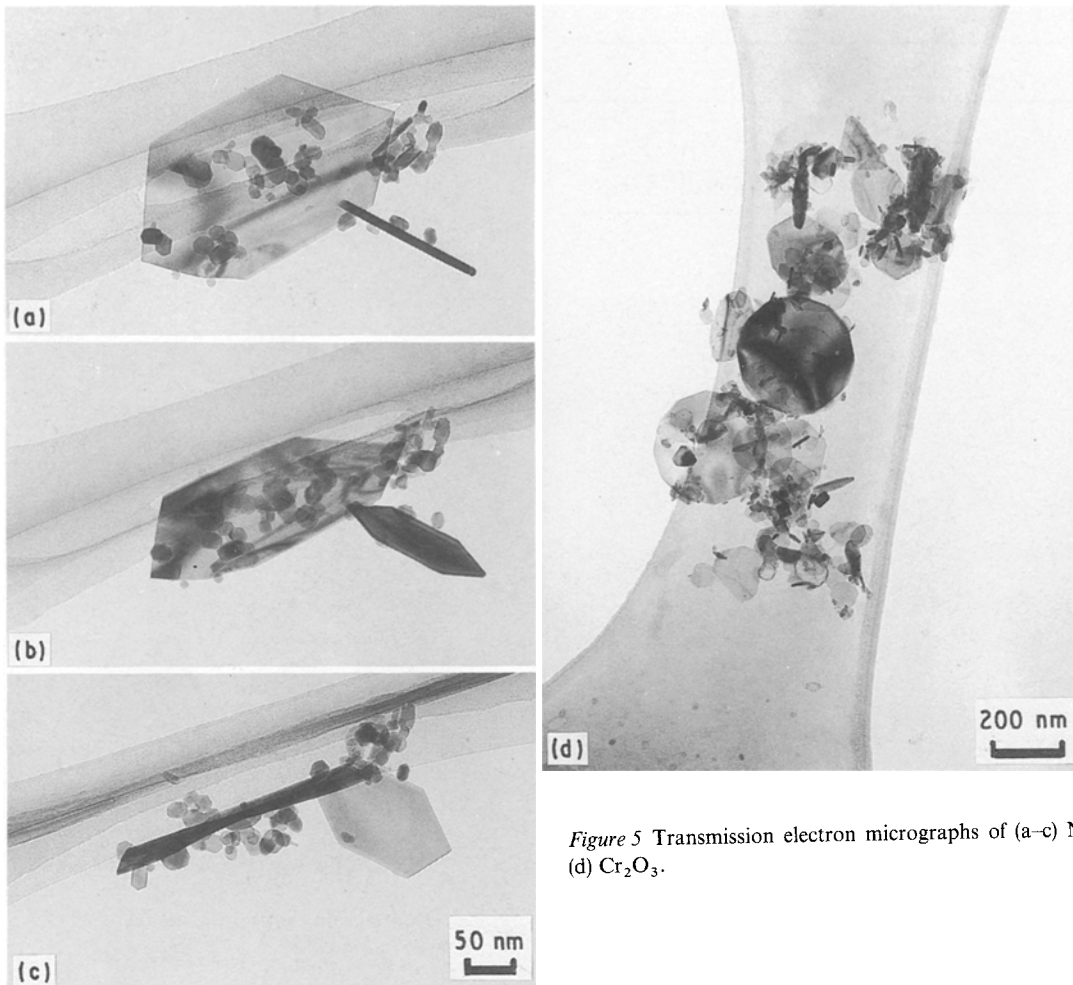 (a)
(b)
(c)
50 nm
(d)
200 nm
Figure 5 Transmission electron micrographs of (a–c)
(d) Cr₂O₃.